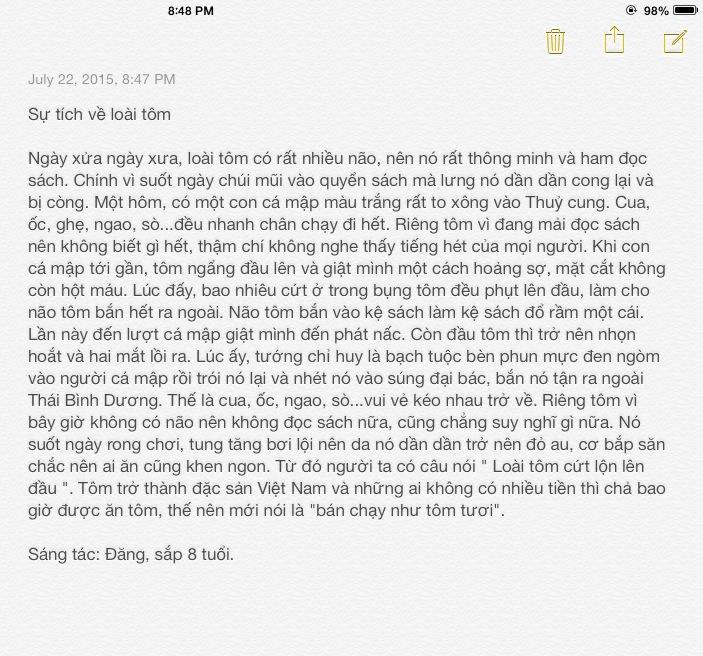 8:48 PM
98%
July 22, 2015, 8:47 PM
Sự tích về loài tôm
Ngày xửa ngày xưa, loài tôm có rất nhiều não, nên nó rất thông minh và ham đọc
sách. Chính vì suốt ngày chúi mũi vào quyển sách mà lưng nó dần dần cong lại và
bị còng. Một hôm, có một con cá mập màu trắng rất to xông vào Thuỷ cung. Cua,
ốc, ghẹ, ngao, sò...đều nhanh chân chạy đi hết. Riêng tôm vì đang mải đọc sách
nên không biết gì hết, thậm chí không nghe thấy tiếng hét của mọi người. Khi con
cá mập tới gần, tôm ngẩng đầu lên và giật mình một cách hoảng sợ, mặt cắt không
còn hột máu. Lúc đấy, bao nhiêu cứt ở trong bụng tôm đều phụt lên đầu, làm cho
não tôm bắn hết ra ngoài. Não tôm bắn vào kệ sách làm kệ sách đổ rầm một cái.
Lần này đến lượt cá mập giật mình đến phát nấc. Còn đầu tôm thì trở nên nhọn
hoắt và hai mắt lồi ra. Lúc ấy, tướng chỉ huy là bạch tuộc bèn phun mực đen ngòm
vào người cá mập rồi trói nó lại và nhét nó vào súng đại bác, bắn nó tận ra ngoài
Thái Bình Dương. Thế là cua, ốc, ngao, sò...vui vẻ kéo nhau trở về. Riêng tôm vì
bây giờ không có não nên không đọc sách nữa, cũng chẳng suy nghĩ gì nữa. Nó
suốt ngày rong chơi, tung tăng bơi lội nên da nó dần dần trở nên đỏ au, cơ bắp săn
chắc nên ai ăn cũng khen ngon. Từ đó người ta có câu nói " Loài tôm cứt lộn lên
đầu ". Tôm trở thành đặc sản Việt Nam và những ai không có nhiều tiền thì chả bao
giờ được ăn tôm, thế nên mới nói là "bán chạy như tôm tươi".
Sáng tác: Đăng, sắp 8 tuổi.